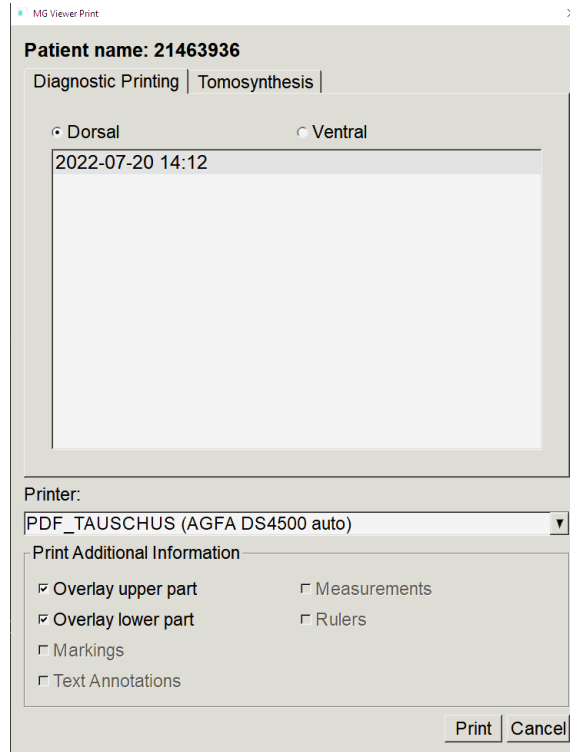 MG Viewer Print
Patient name: 21463936
Diagnostic Printing Tomosynthesis
Dorsal Ventral
2022-07-20 14:12
Printer:
PDF_TAUSCHUS (AGFA DS4500 auto)
Print Additional Information
Overlay upper part Measurements
Overlay lower part Rulers
Markings
Text Annotations
Print Cancel